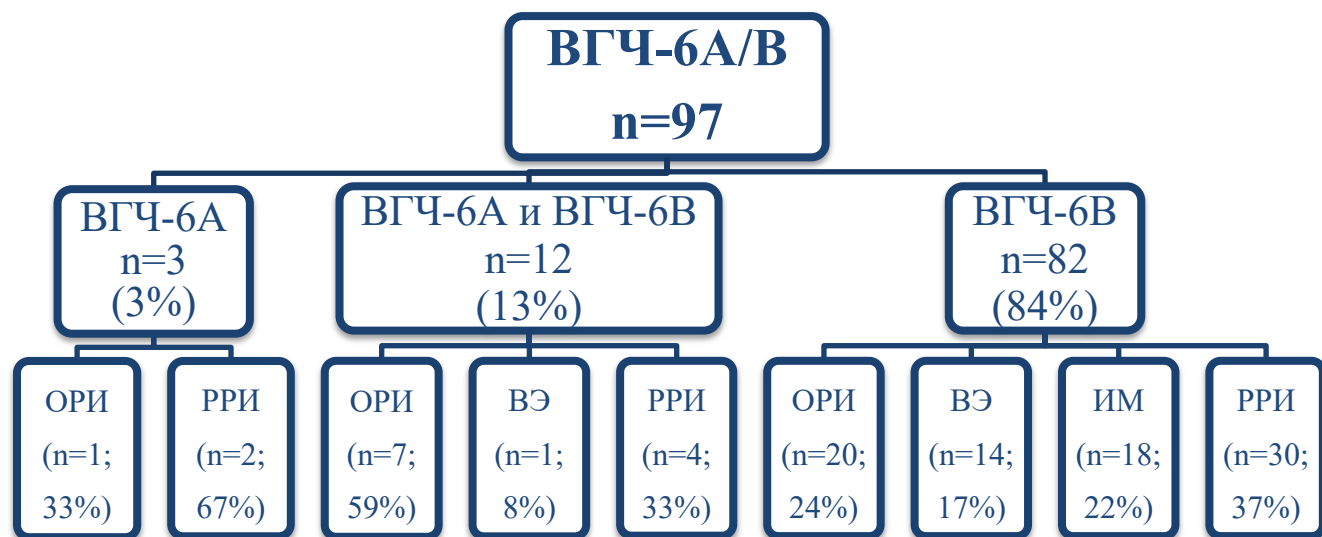 ВГЧ-6А/В
n=97
ВГЧ-6А
n=3
(3%)
ВГЧ-6А и ВГЧ-6В
n=12
(13%)
ВГЧ-6В
n=82
(84%)
ОРИ
(n=1;
33%)
РРИ
(n=2;
67%)
ОРИ
(n=7;
59%)
ВЭ
(n=1;
8%)
РРИ
(n=4;
33%)
ОРИ
(n=20;
24%)
ВЭ
(n=14;
17%)
ИМ
(n=18;
22%)
РРИ
(n=30;
37%)